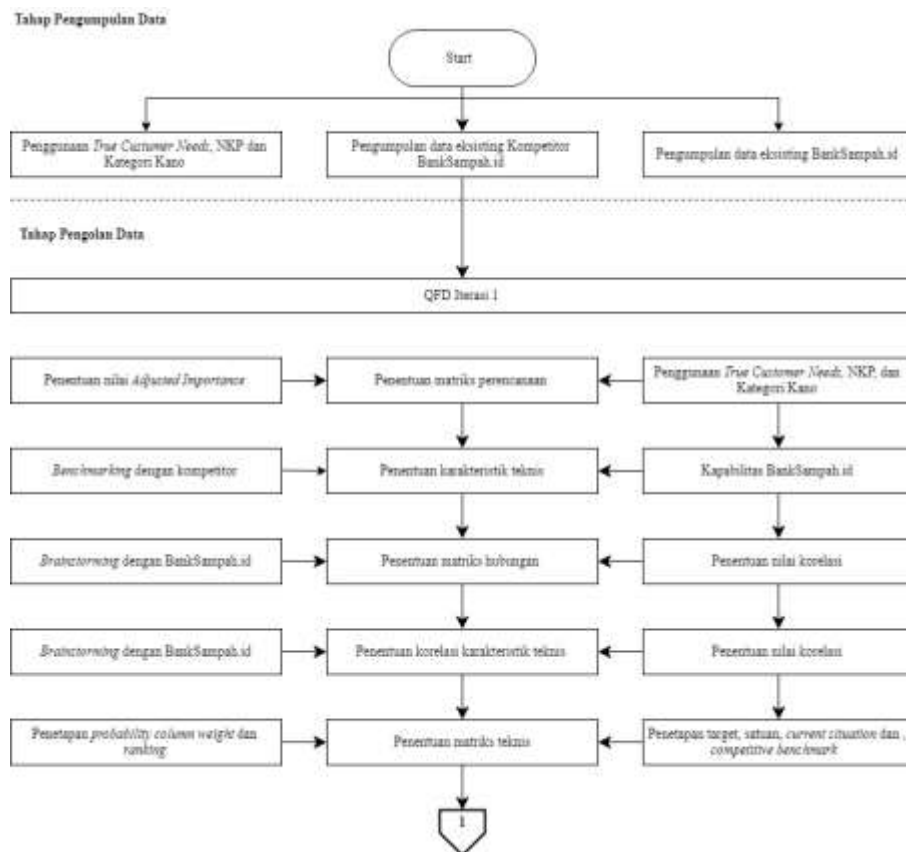 Tahap Pengumpulan Data
Start
Penggunaan True Customer Needs, NKP dan
Kategori Kano
Pengumpulan data eksisting Kompetitor
BankSampah.id
Pengumpulan data eksisting BankSampah.id
Tahap Pengolan Data
QFD Iterasi 1
Penentuan nilai Adjusted Importance
Penentuan matriks perencanaan
Penggunaan True Customer Needs, NKP, dan
Kategori Kano
Benchmarking dengan kompetitor
Penentuan karakteristik teknis
Kapabilitas BankSampah.id
Brainstorming dengan BankSampah.id
Penentuan matriks hubungan
Penentuan nilai korelasi
Brainstorming dengan BankSampah.id
Penentuan korelasi karakteristik teknis
Penentuan nilai korelasi
Penetapan probability column weight dan
ranking
Penentuan matriks teknis
Penetapas target, satuan, current situation dan ,
competitive benchmark
1